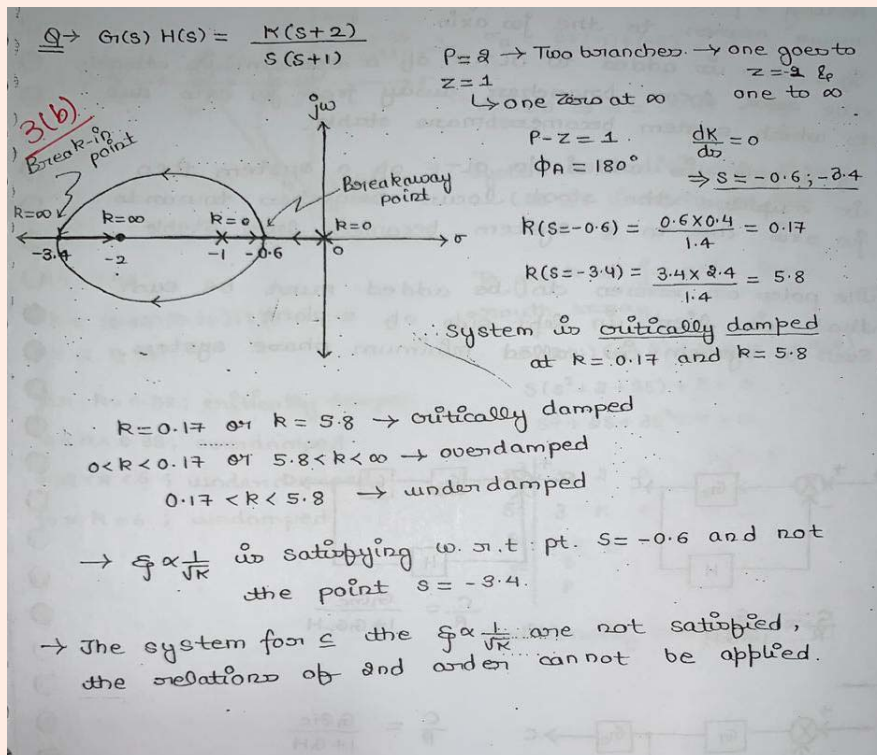 Q→ G(s) H(s) = K(s+2) / s(s+1)
P=2 → Two branches. → one goes to
z=-2 &
one to ∞
Z=1
↳ one zero at ∞
3(b)
Break-in
point
jω
Breakaway
point
K=∞
K=∞
K=0
K=0
σ
-3.4
-2
-1
-0.6
0
P-Z=1
ϕA = 180°
dK/ds = 0
→ s = -0.6; -3.4
K(s=-0.6) = 0.6×0.4 / 1.4 = 0.17
K(s=-3.4) = 3.4×2.4 / 1.4 = 5.8
∴ System is critically damped
at K=0.17 and K=5.8
K=0.17 or K=5.8 → critically damped
0<K<0.17 or 5.8<K<∞ → overdamped
0.17<K<5.8 → underdamped
→ ξ∝1/√K is satisfying w.r.t pt. s=-0.6 and not
the point s=-3.4.
→ The system for c the ξ∝1/√K are not satisfied,
the relations of 2nd order can not be applied.